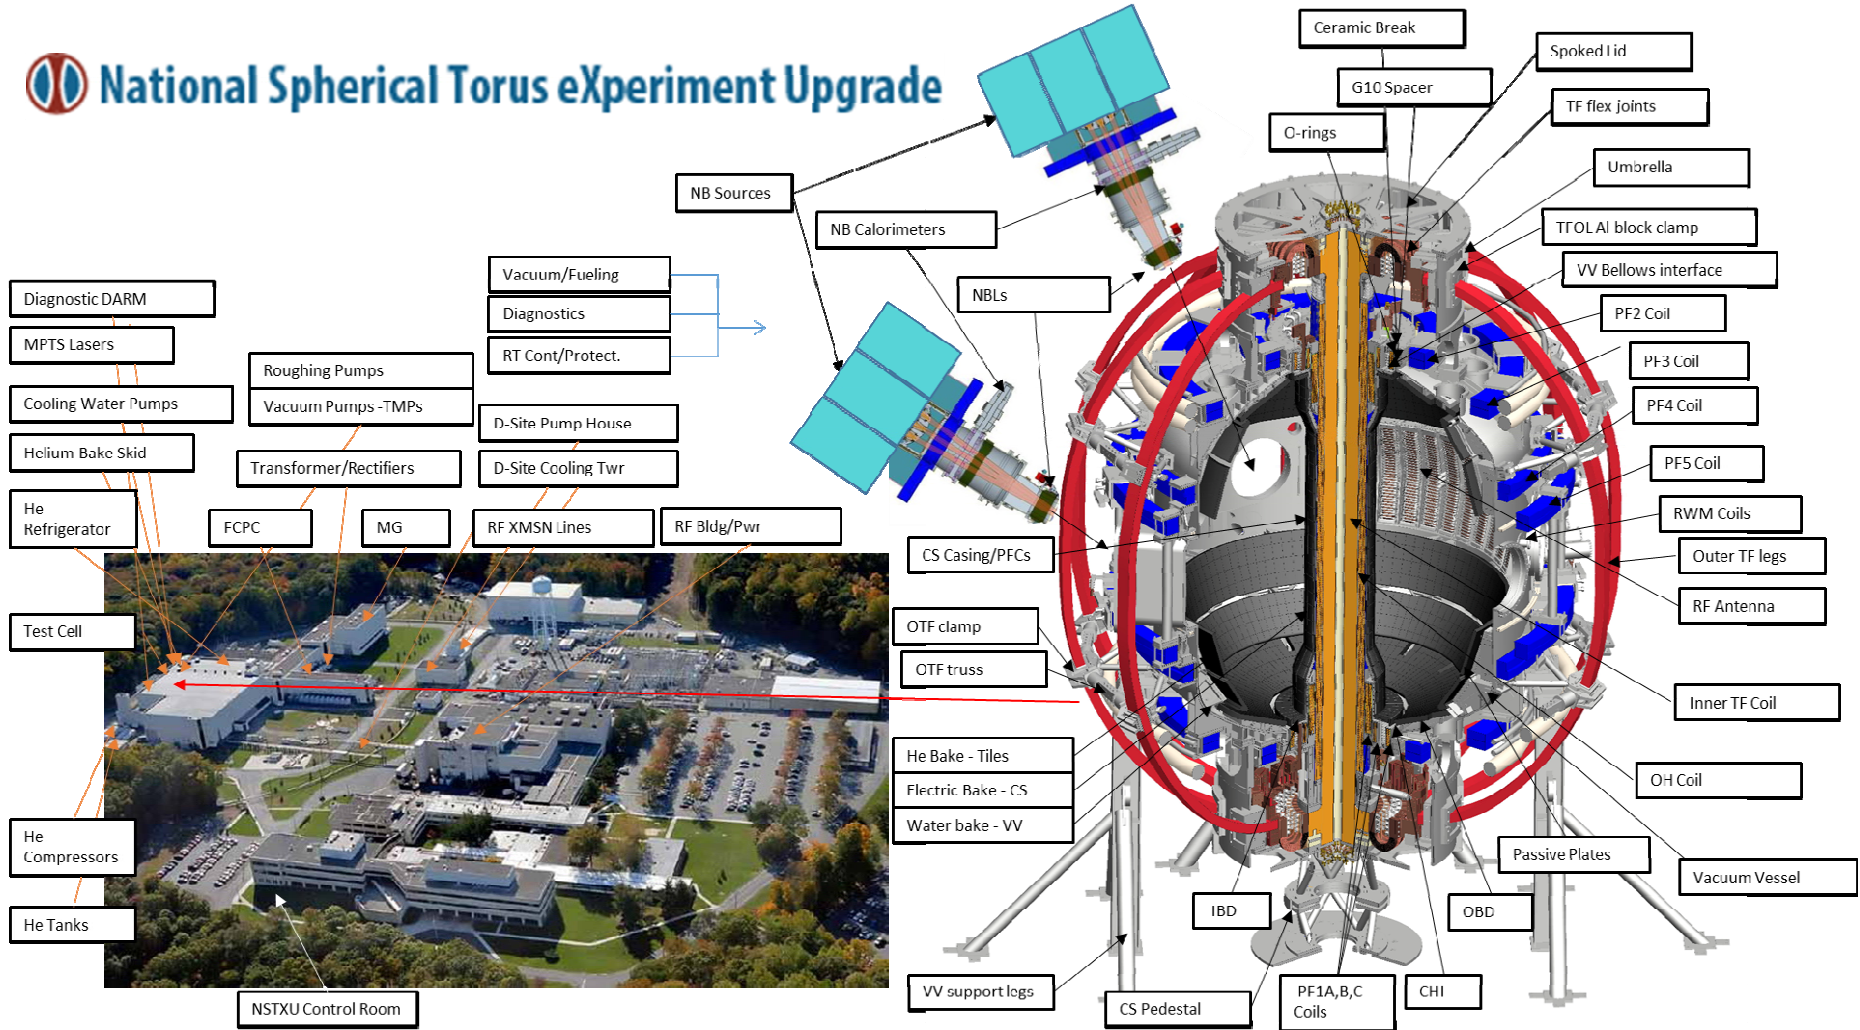 National Spherical Torus eXperiment Upgrade
Ceramic Break
Spoked Lid
G10 Spacer
TF flex joints
O-rings
Umbrella
NB Sources
TFOL Al block clamp
NB Calorimeters
VV Bellows interface
Vacuum/Fueling
NBLs
Diagnostic DARM
Diagnostics
PF2 Coil
MPTS Lasers
RT Cont/Protect.
PF3 Coil
Roughing Pumps
Cooling Water Pumps
Vacuum Pumps -TMPs
PF4 Coil
D-Site Pump House
Helium Bake Skid
Transformer/Rectifiers
D-Site Cooling Twr
PF5 Coil
He
Refrigerator
FCPC
MG
RF XMSN Lines
RF Bldg/Pwr
RWM Coils
CS Casing/PFCs
Outer TF legs
RF Antenna
Test Cell
OTF clamp
OTF truss
Inner TF Coil
He Bake - Tiles
Electric Bake - CS
OH Coil
Water bake - VV
He
Compressors
Passive Plates
Vacuum Vessel
He Tanks
IBD
OBD
VV support legs
CS Pedestal
PF1A,B,C
Coils
CHI
NSTXU Control Room